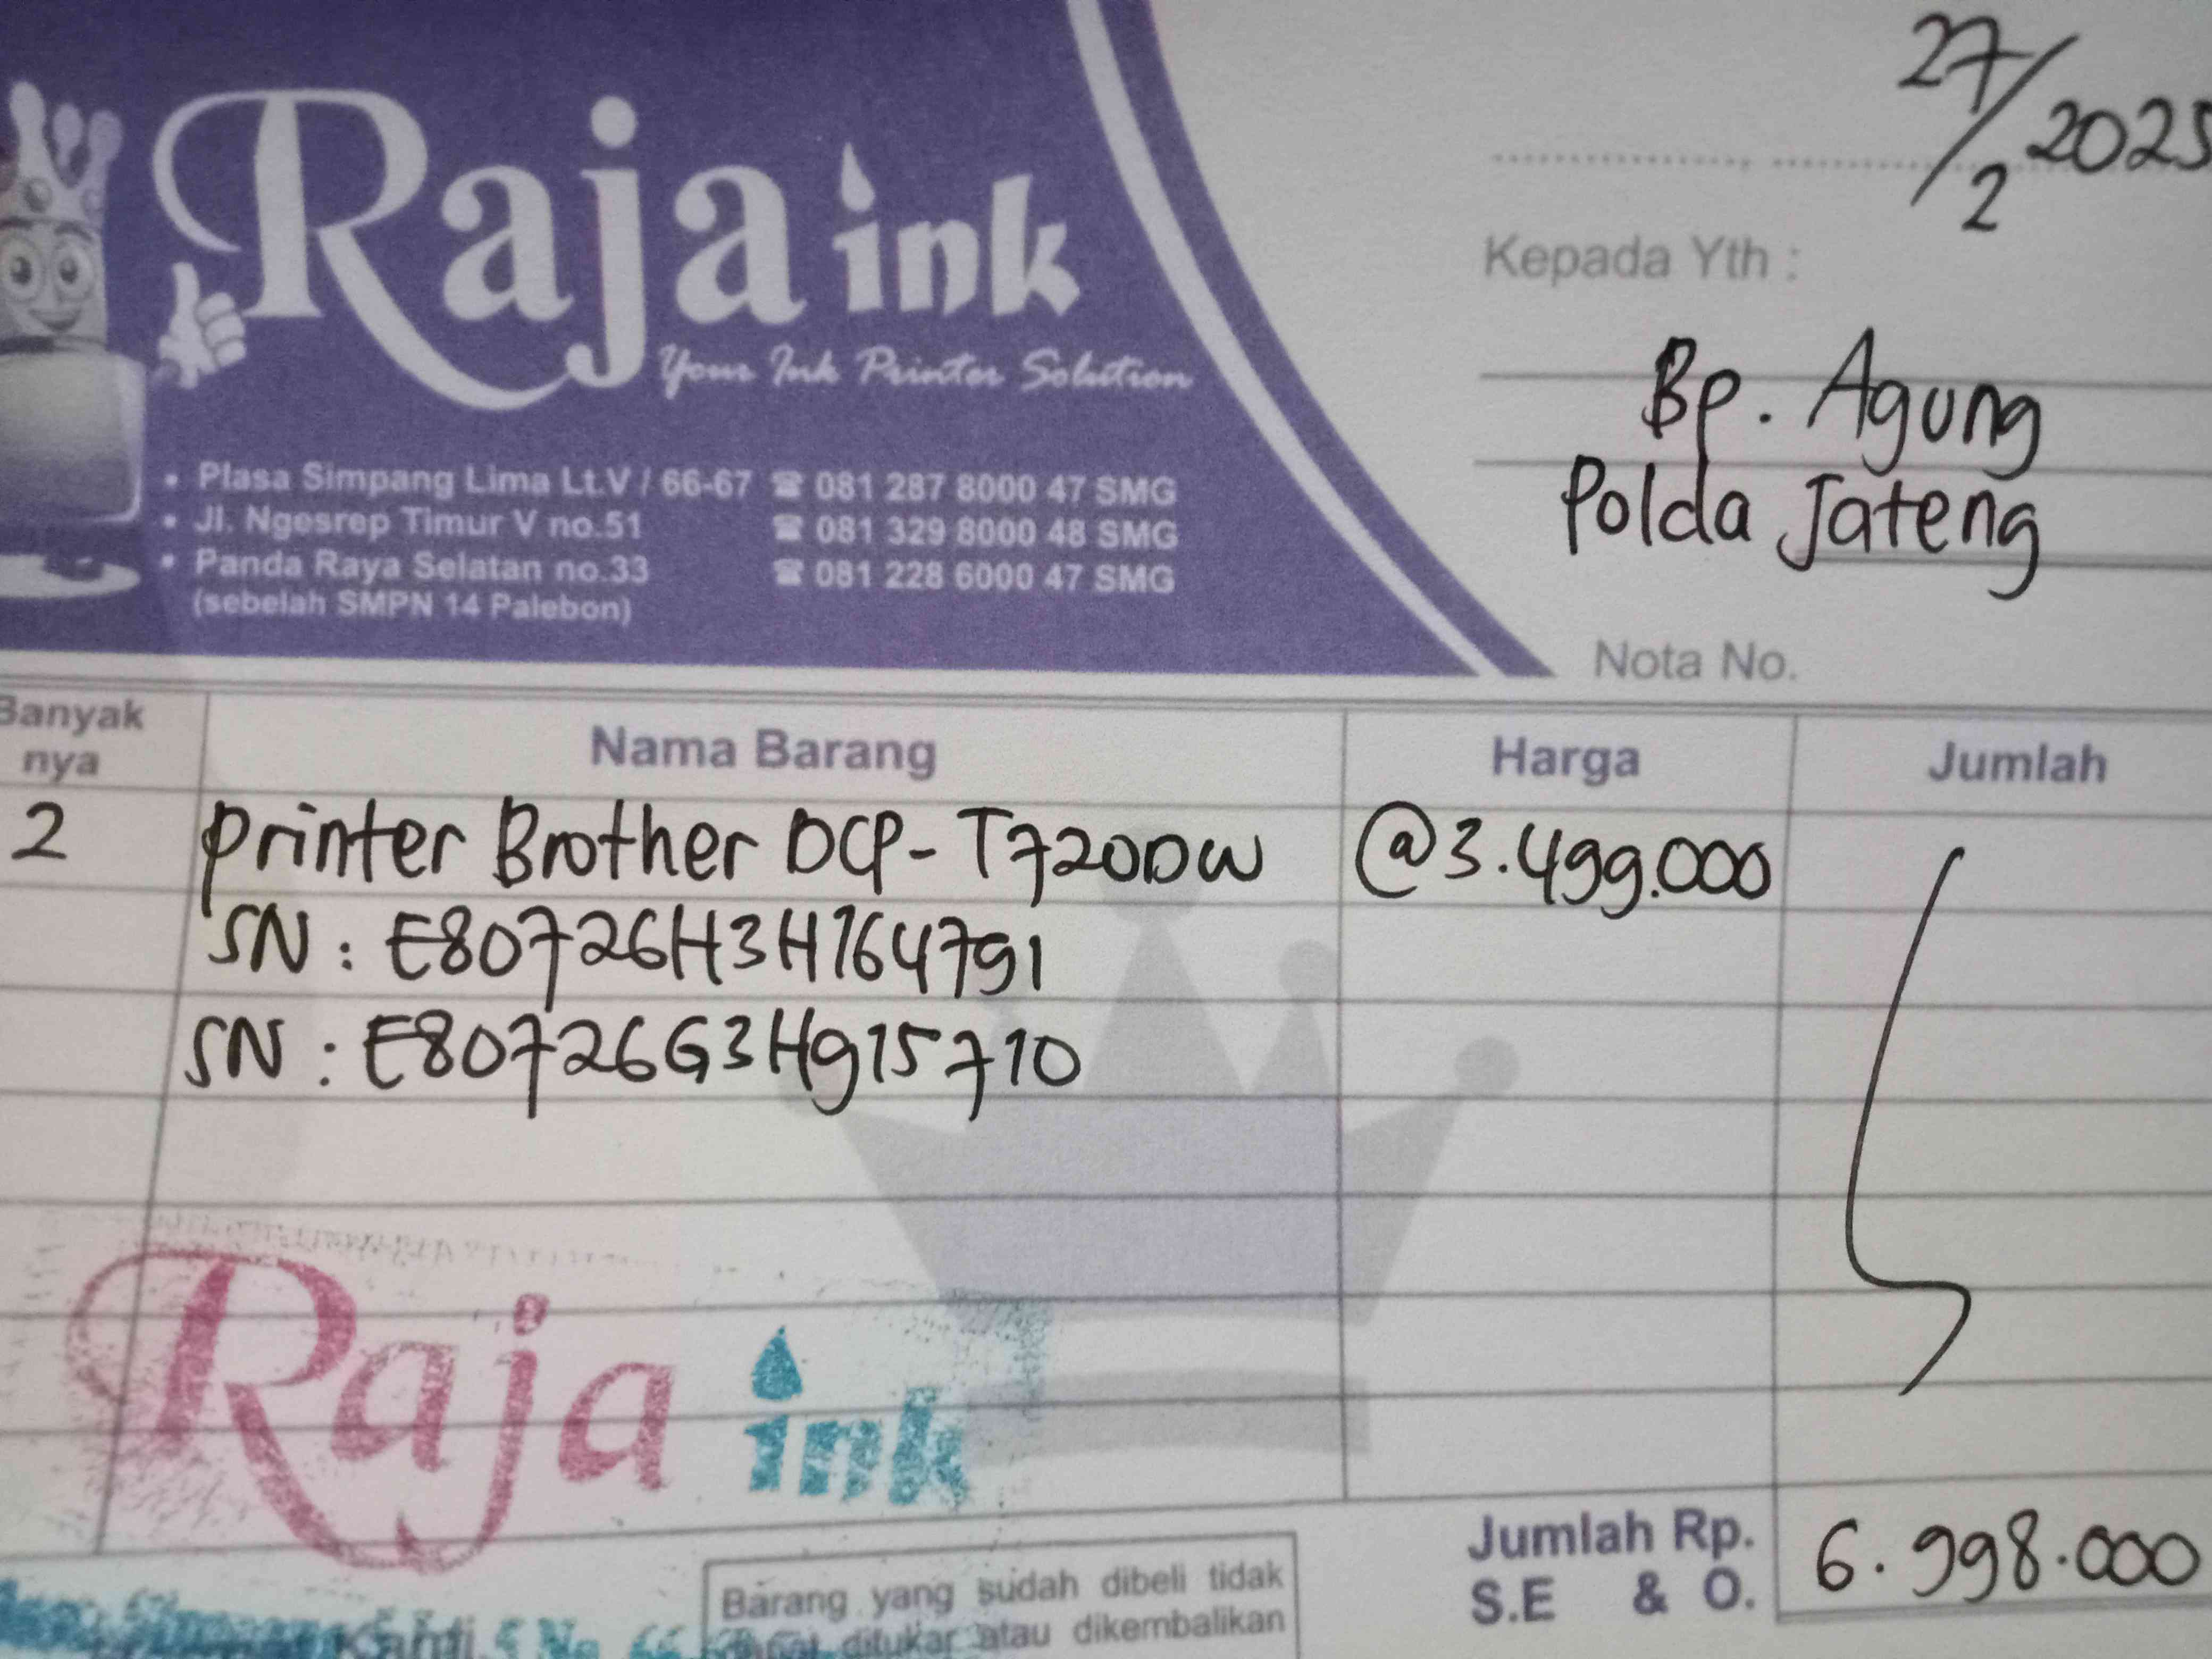 27/2 2025
Raja ink
Your Ink Printer Solution
Kepada Yth :
Bp. Agung
Polda Jateng
• Plasa Simpang Lima Lt.V / 66-67 ☎ 081 287 8000 47 SMG
• Jl. Ngesrep Timur V no.51 ☎ 081 329 8000 48 SMG
• Panda Raya Selatan no.33 ☎ 081 228 6000 47 SMG
(sebelah SMPN 14 Palebon)
Nota No.
Banyak nya Nama Barang Harga Jumlah
2 Printer Brother DCP-T720DW @3.499.000
SN : E80726H3H164791
SN : E80726G3H915710
Raja ink
Jumlah Rp. 6.998.000
S.E & O.
Barang yang sudah dibeli tidak
ditukar atau dikembalikan